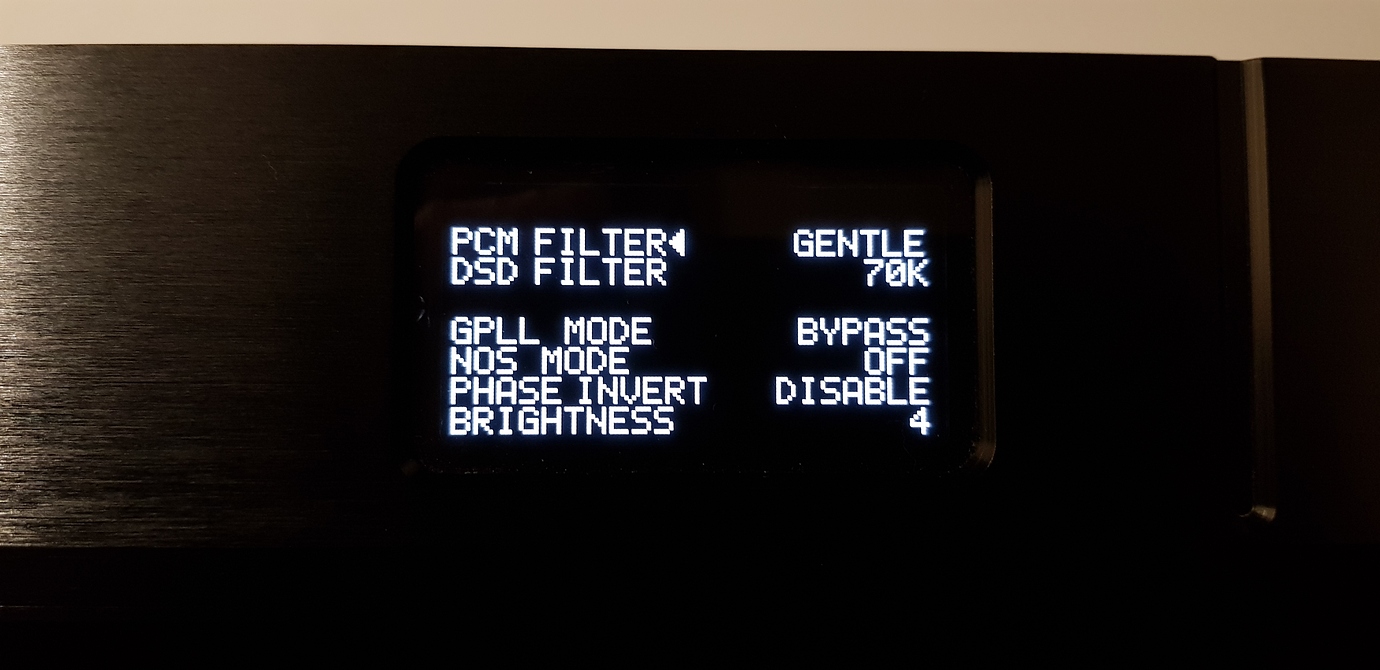 PCM FILTER◀ GENTLE
DSD FILTER 70K
GPLL MODE BYPASS
NOS MODE OFF
PHASE INVERT DISABLE
BRIGHTNESS 4